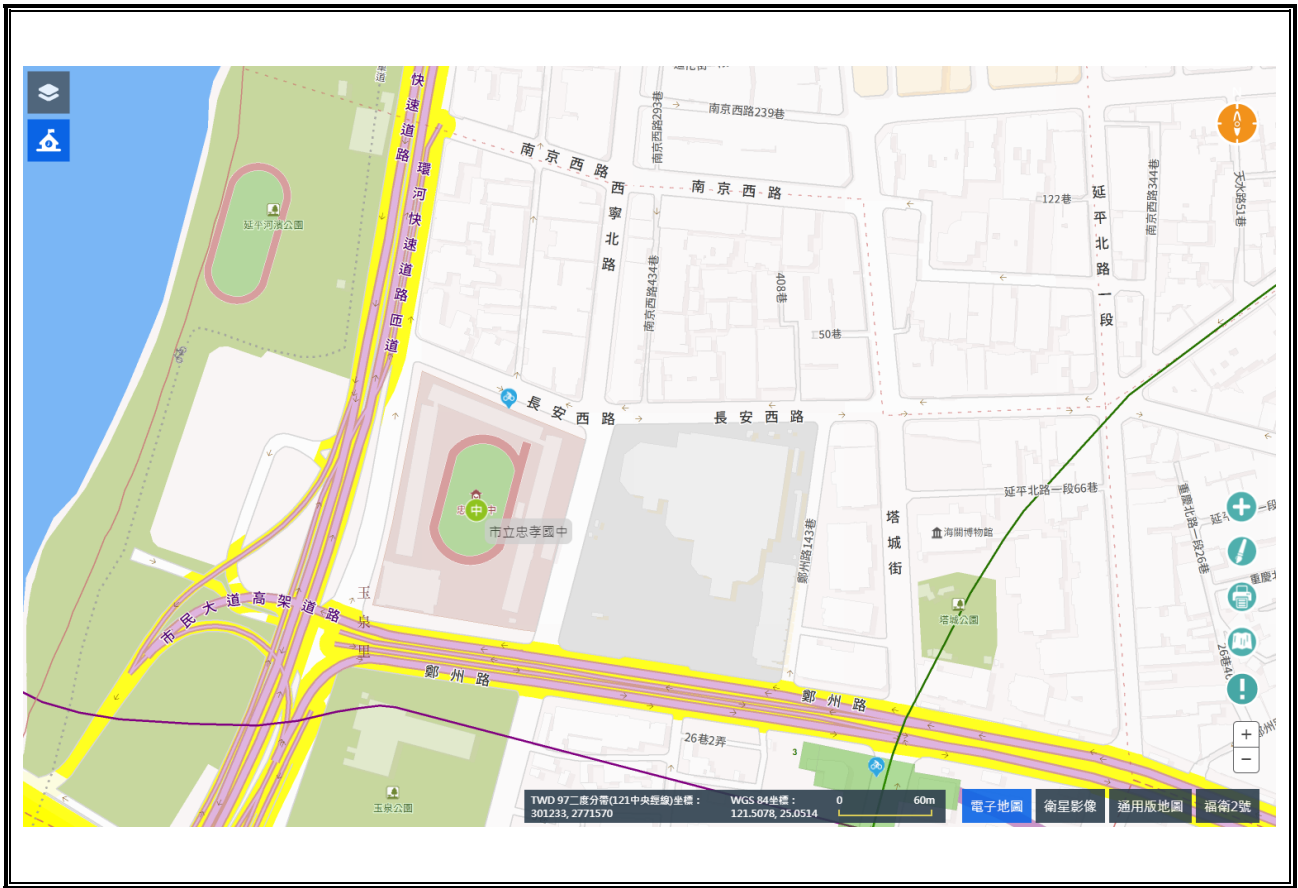 快速道路
環河快速道路匝道
南京西路239巷
南京西路293巷
南京西路
南京西路
西寧北路
南京西路344巷
天水路51巷
122巷
延平北路一段
延平河濱公園
南京西路434巷
408巷
50巷
長安西路
長安西路
延平北路一段66巷
塔城街
海關博物館
鄭州路143巷
重慶北路一段26巷
中
市立忠孝國中
塔城公園
市民大道高架道路
玉泉里
鄭州路
鄭州路
26巷2弄
3
玉泉公園
TWD 97二度分帶(121中央經線)坐標：
301233, 2771570
WGS 84坐標：
121.5078, 25.0514
0 60m
電子地圖
衛星影像
通用版地圖
福衛2號
+
−